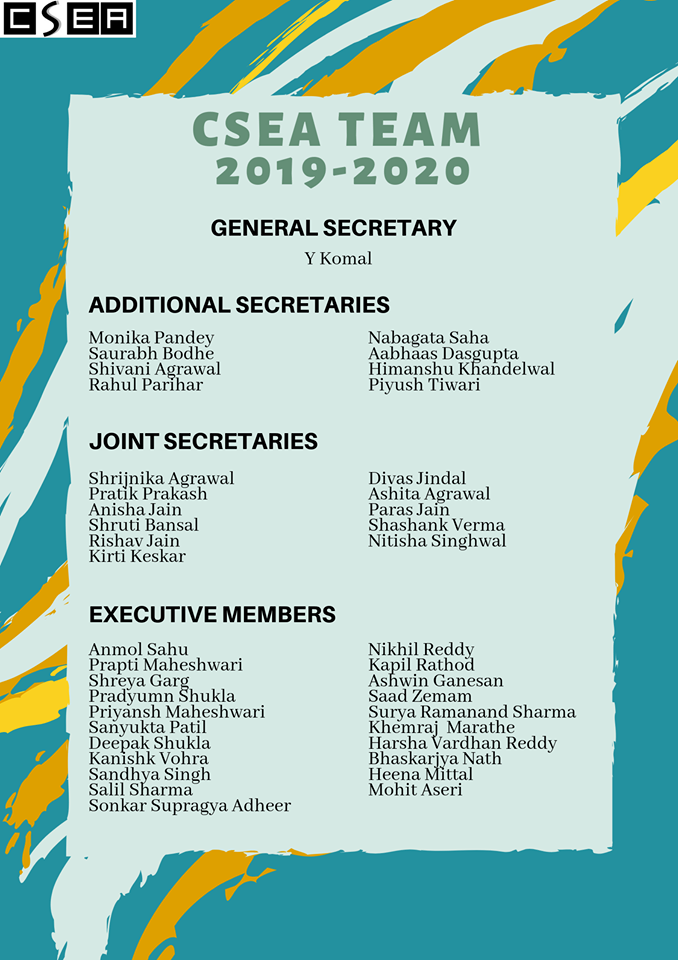 CSEA
CSEA TEAM
2019-2020
GENERAL SECRETARY
Y Komal
ADDITIONAL SECRETARIES
Monika Pandey
Saurabh Bodhe
Shivani Agrawal
Rahul Parihar
Nabagata Saha
Aabhaas Dasgupta
Himanshu Khandelwal
Piyush Tiwari
JOINT SECRETARIES
Shrijnika Agrawal
Pratik Prakash
Anisha Jain
Shruti Bansal
Rishav Jain
Kirti Keskar
Divas Jindal
Ashita Agrawal
Paras Jain
Shashank Verma
Nitisha Singhwal
EXECUTIVE MEMBERS
Anmol Sahu
Prapti Maheshwari
Shreya Garg
Pradyumn Shukla
Priyansh Maheshwari
Sanyukta Patil
Deepak Shukla
Kanishk Vohra
Sandhya Singh
Salil Sharma
Sonkar Supragya Adheer
Nikhil Reddy
Kapil Rathod
Ashwin Ganesan
Saad Zemam
Surya Ramanand Sharma
Khemraj Marathe
Harsha Vardhan Reddy
Bhaskarjya Nath
Heena Mittal
Mohit Aseri